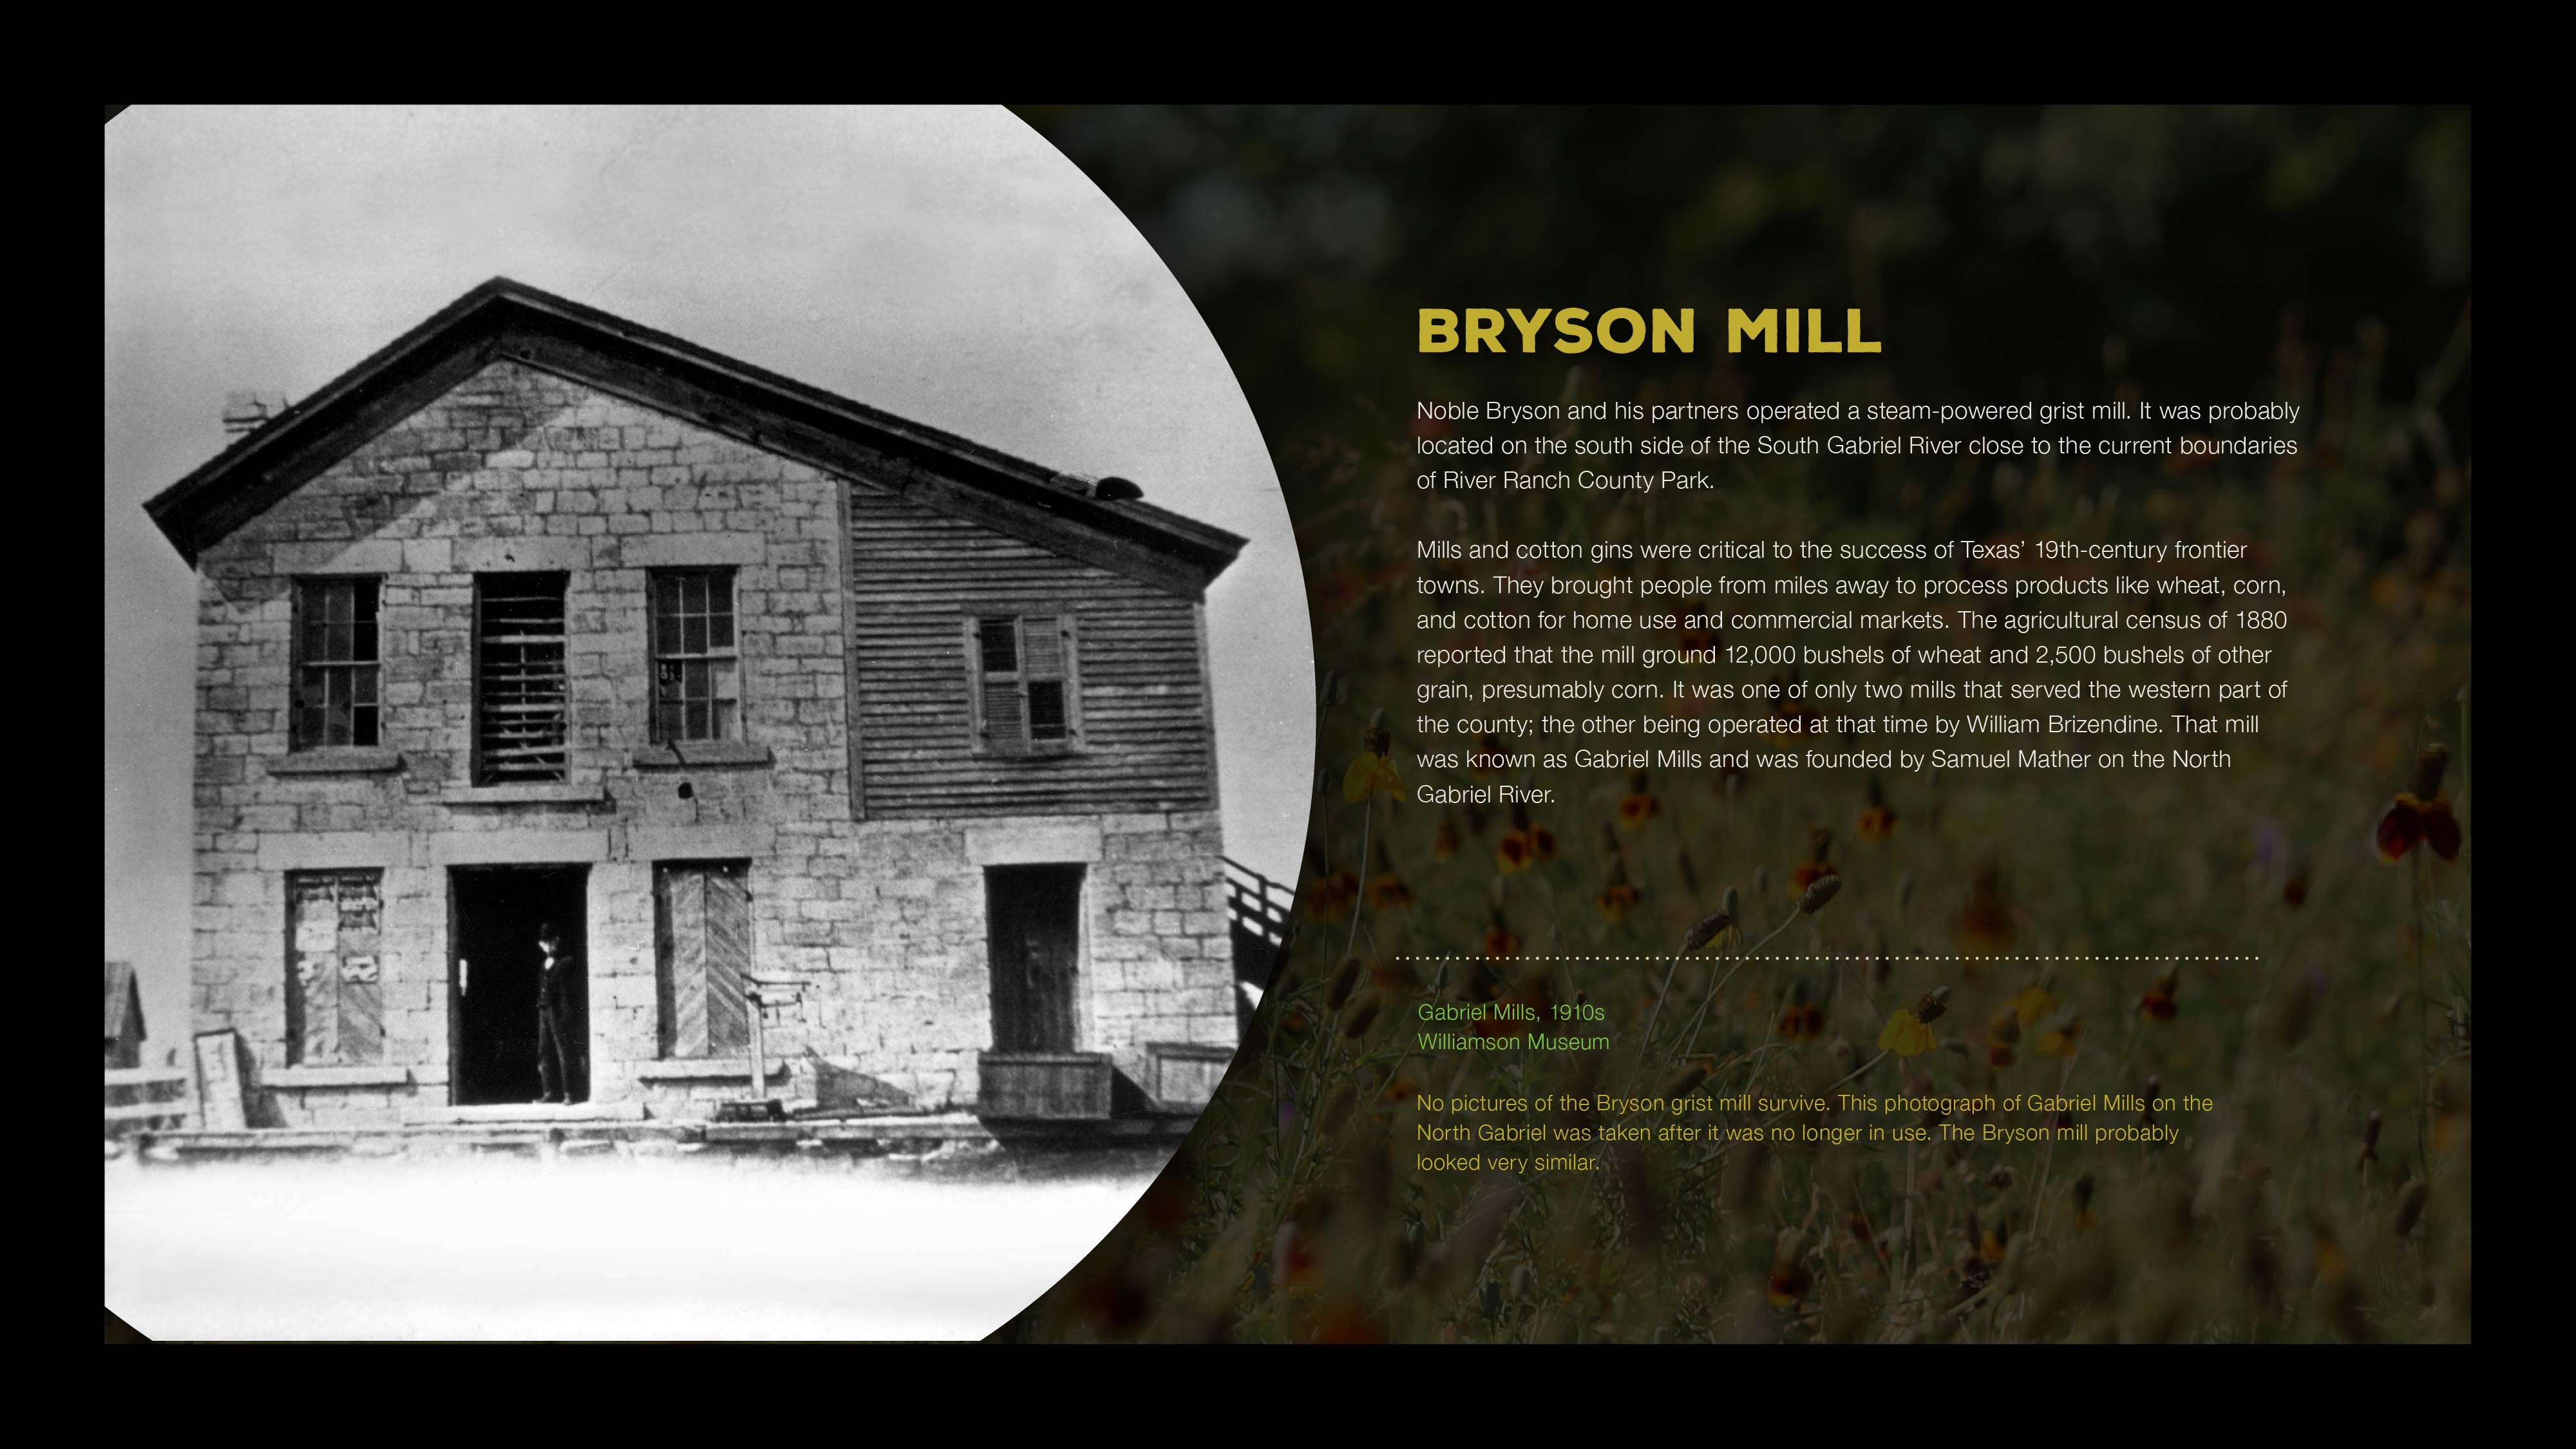 BRYSON MILL
Noble Bryson and his partners operated a steam-powered grist mill. It was probably
located on the south side of the South Gabriel River close to the current boundaries
of River Ranch County Park.
Mills and cotton gins were critical to the success of Texas’ 19th-century frontier
towns. They brought people from miles away to process products like wheat, corn,
and cotton for home use and commercial markets. The agricultural census of 1880
reported that the mill ground 12,000 bushels of wheat and 2,500 bushels of other
grain, presumably corn. It was one of only two mills that served the western part of
the county; the other being operated at that time by William Brizendine. That mill
was known as Gabriel Mills and was founded by Samuel Mather on the North
Gabriel River.
Gabriel Mills, 1910s
Williamson Museum
No pictures of the Bryson grist mill survive. This photograph of Gabriel Mills on the
North Gabriel was taken after it was no longer in use. The Bryson mill probably
looked very similar.